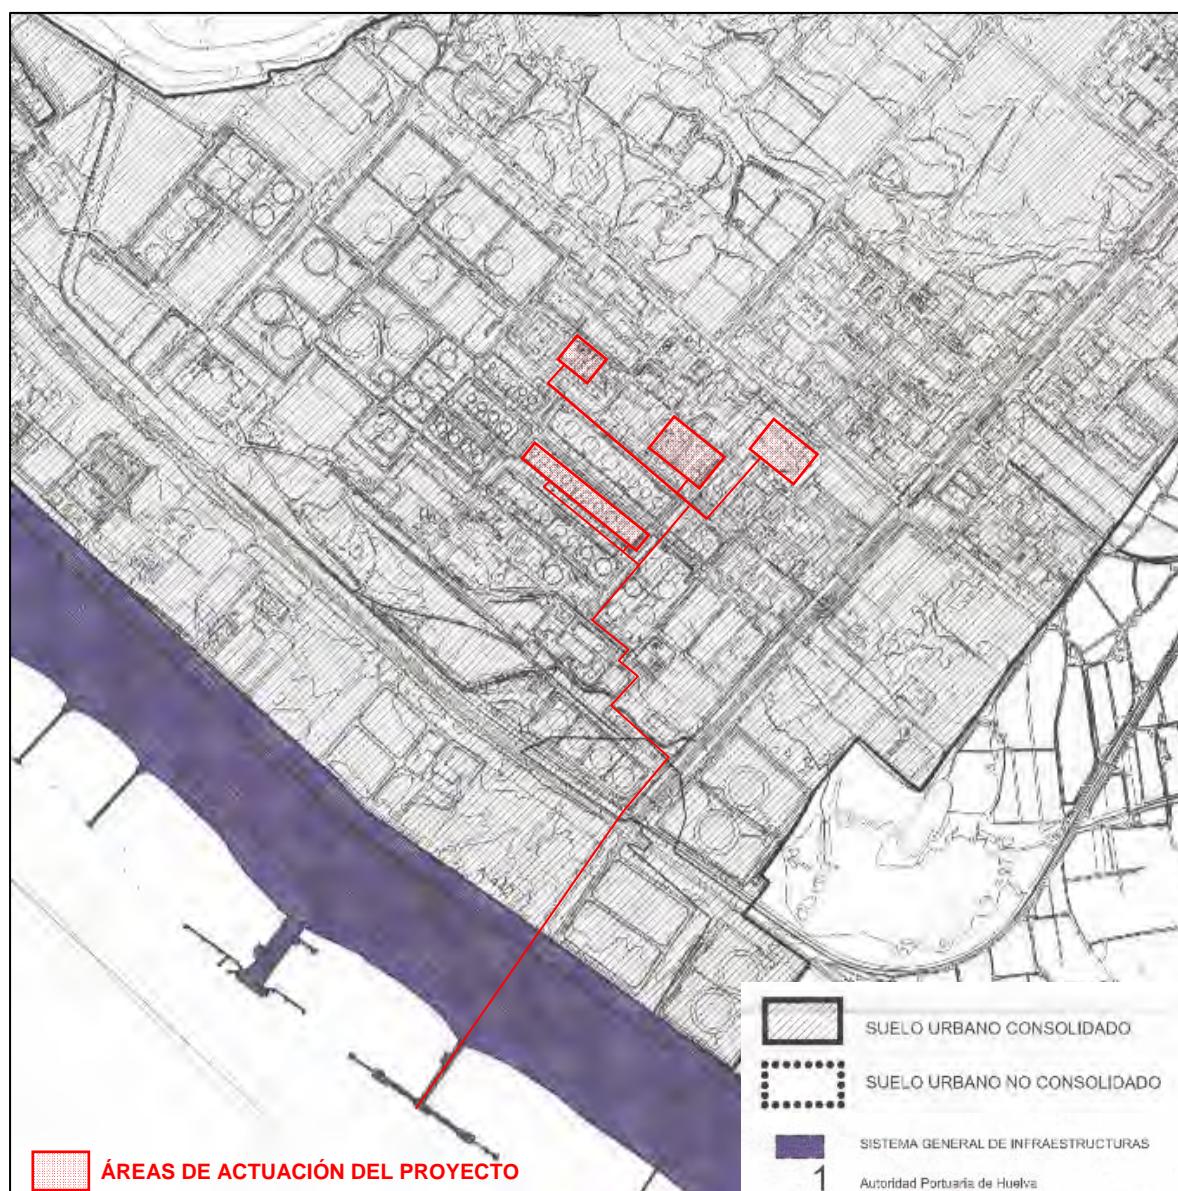 SUELO URBANO CONSOLIDADO
SUELO URBANO NO CONSOLIDADO
SISTEMA GENERAL DE INFRAESTRUCTURAS
1 Autoridad Portuaria de Huelva
ÁREAS DE ACTUACIÓN DEL PROYECTO